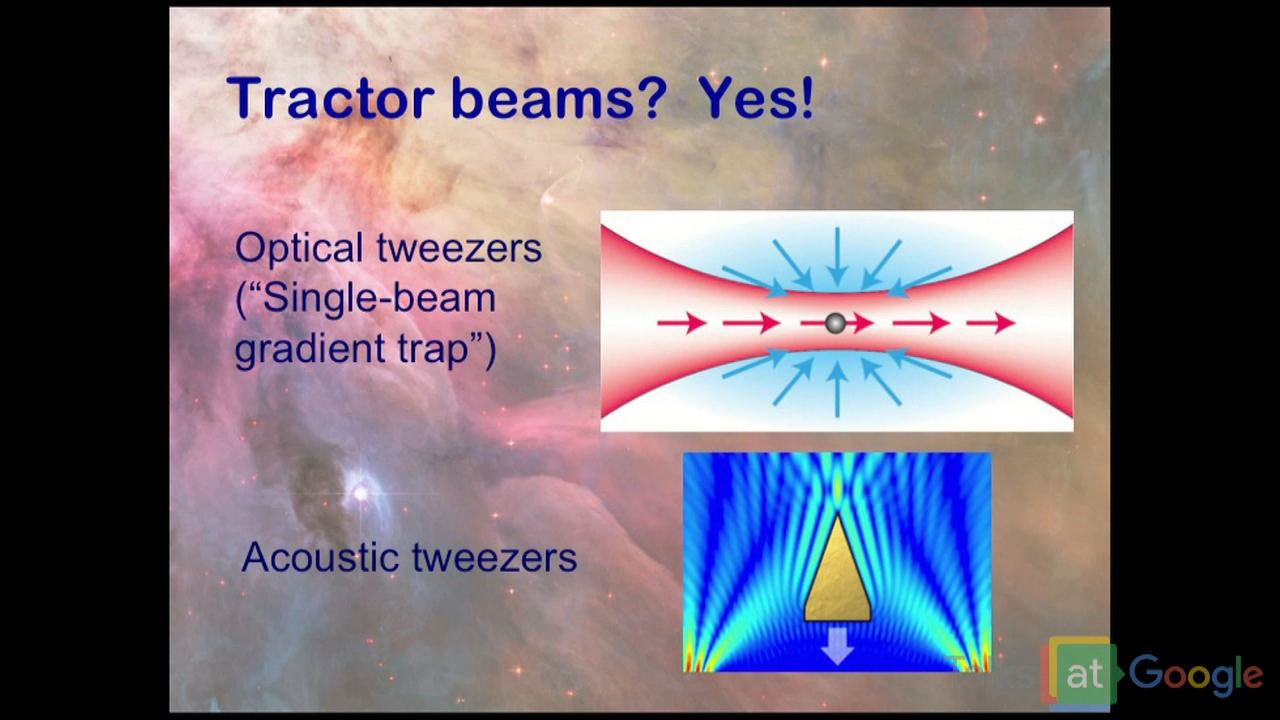 Tractor beams? Yes!
Optical tweezers
(“Single-beam
gradient trap”)
Acoustic tweezers
at Google